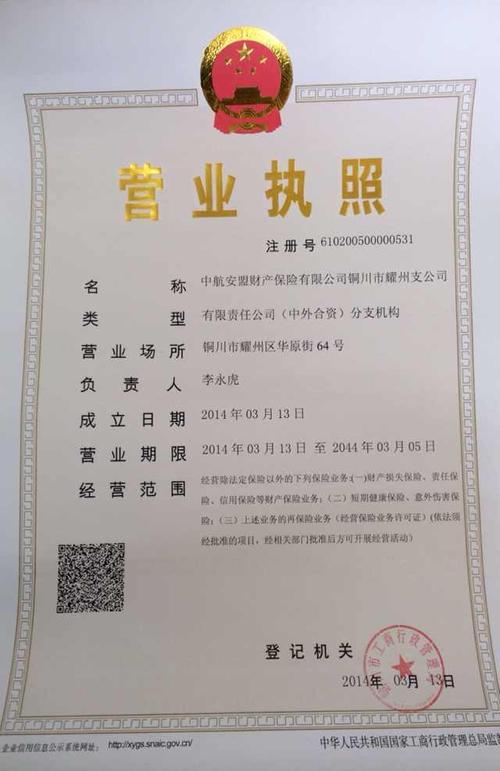 营业执照
注册号 610200500000531
名称 中航安盟财产保险有限公司铜川市耀州支公司
类型 有限责任公司（中外合资）分支机构
营业场所 铜川市耀州区华原街64号
负责人 李永虎
成立日期 2014年03月13日
营业期限 2014年03月13日 至 2044年03月05日
经营范围 经营除法定保险以外的下列保险业务:(一)财产损失保险、责任保
险、信用保险等财产保险业务;（二）短期健康保险、意外伤害保
险;（三）上述业务的再保险业务（经营保险业务许可证）(依法须
经批准的项目，经相关部门批准后方可开展经营活动)
登记机关
市工商行政管理
2014年 03月 13日
企业信用信息公示系统网址: http://xygs.snaic.gov.cn/
中华人民共和国国家工商行政管理总局监制